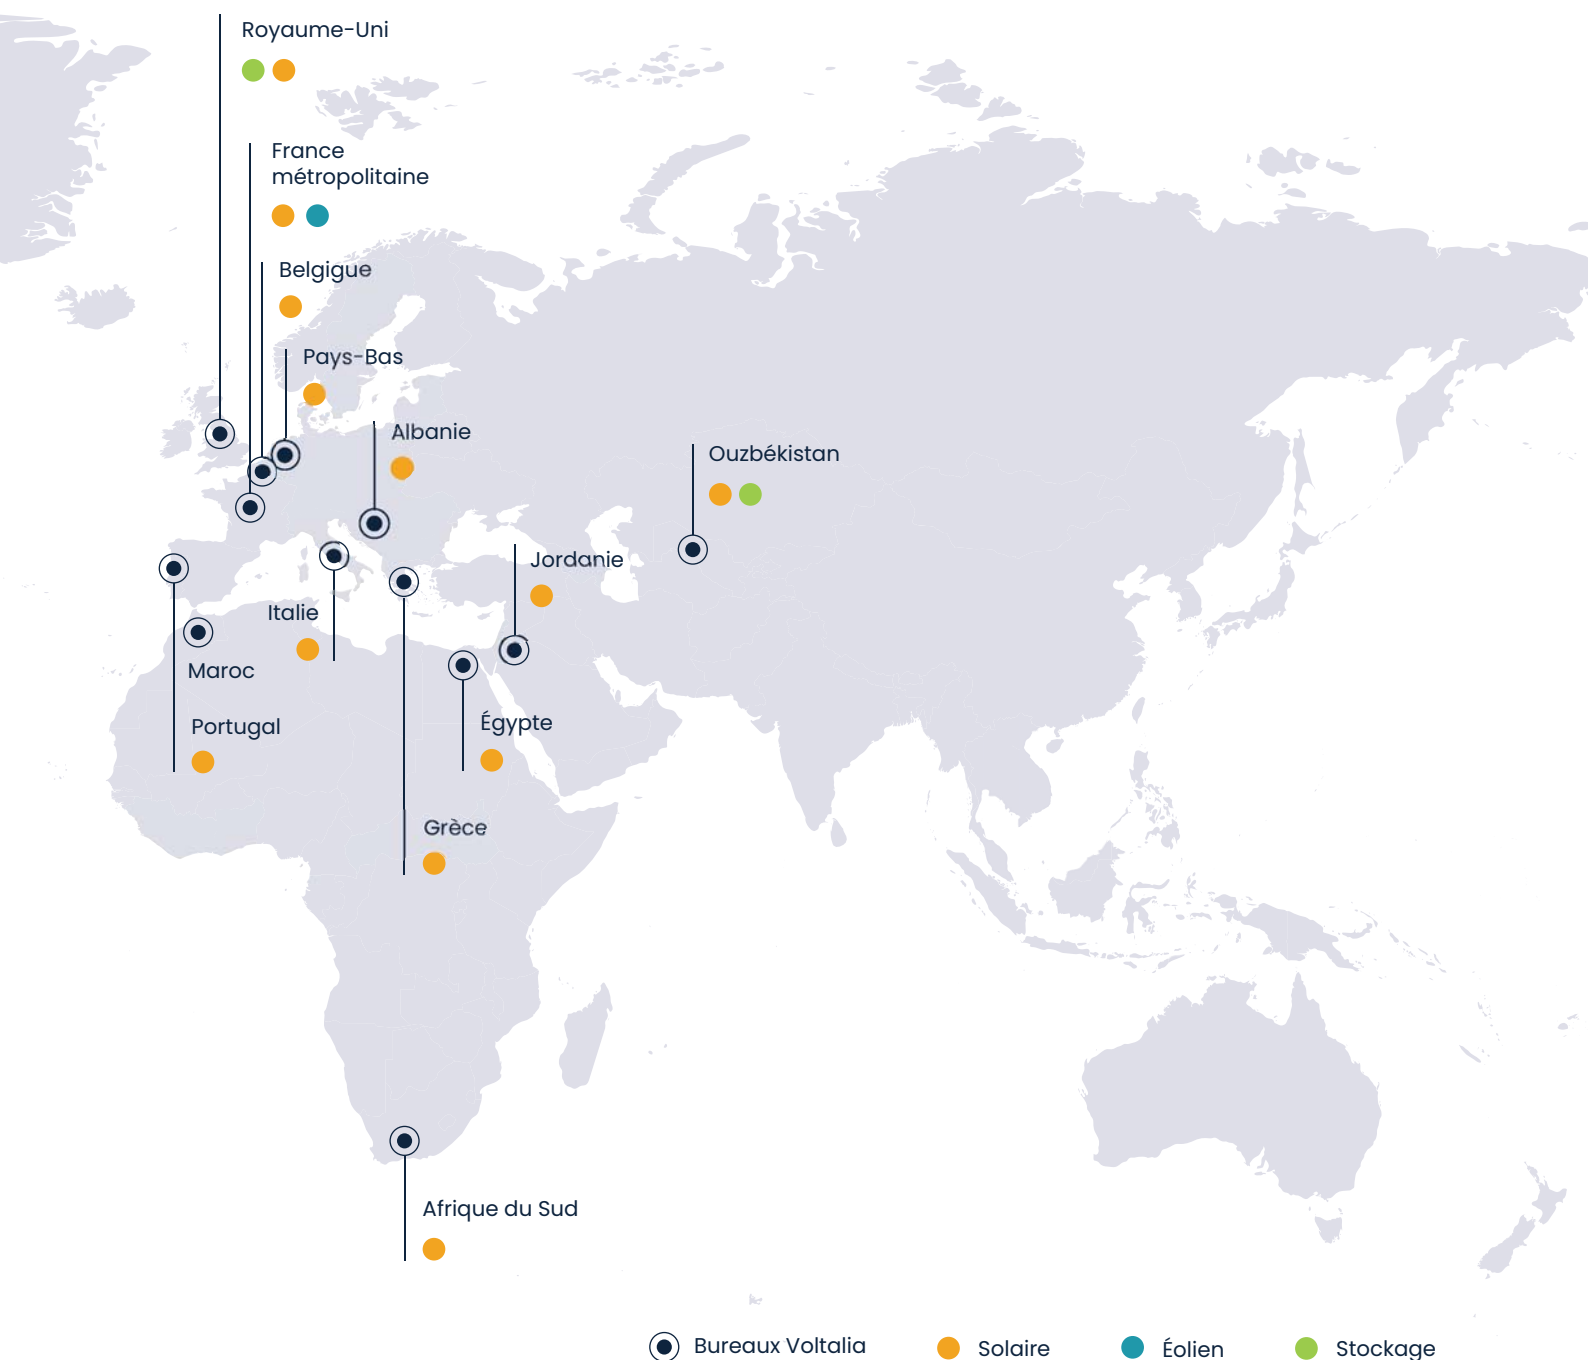 Royaume-Uni
France
métropolitaine
Belgigue
Pays-Bas
Albanie
Ouzbékistan
Jordanie
Italie
Maroc
Portugal
Égypte
Grèce
Afrique du Sud
Bureaux Voltalia
Solaire
Éolien
Stockage